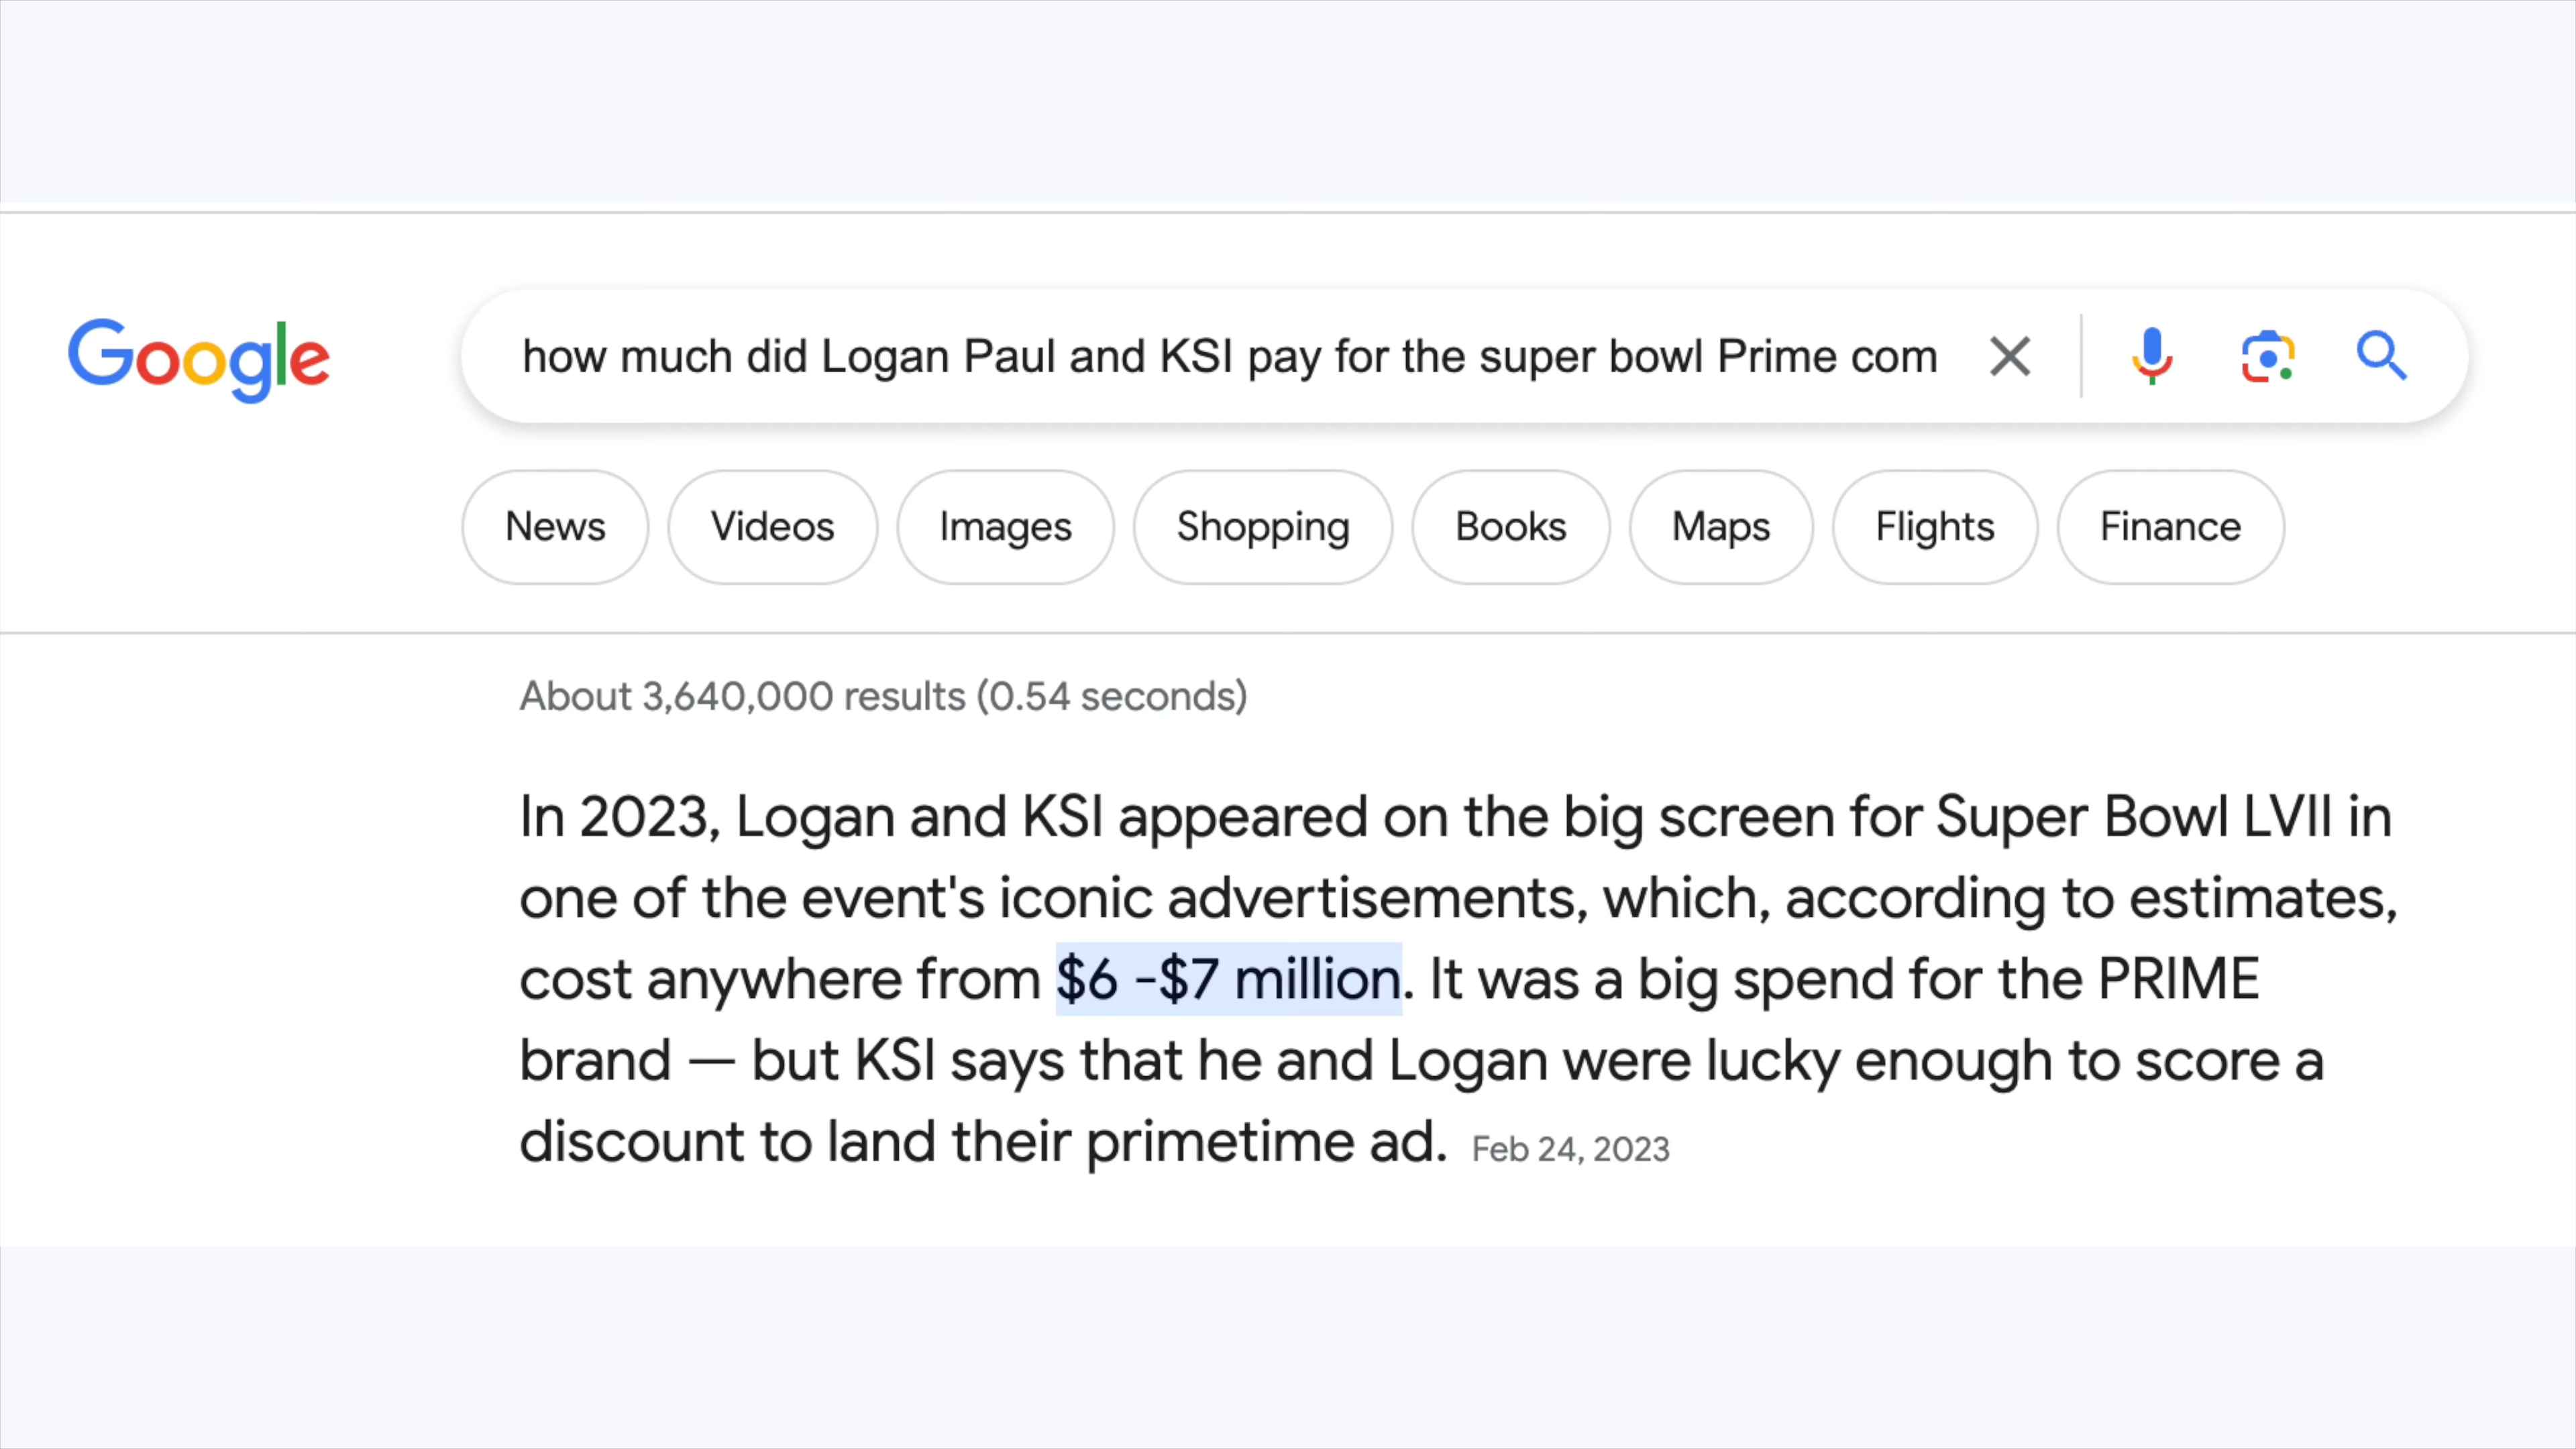 Google
how much did Logan Paul and KSI pay for the super bowl Prime com
News Videos Images Shopping Books Maps Flights Finance
About 3,640,000 results (0.54 seconds)
In 2023, Logan and KSI appeared on the big screen for Super Bowl LVII in
one of the event's iconic advertisements, which, according to estimates,
cost anywhere from $6 -$7 million. It was a big spend for the PRIME
brand — but KSI says that he and Logan were lucky enough to score a
discount to land their primetime ad. Feb 24, 2023